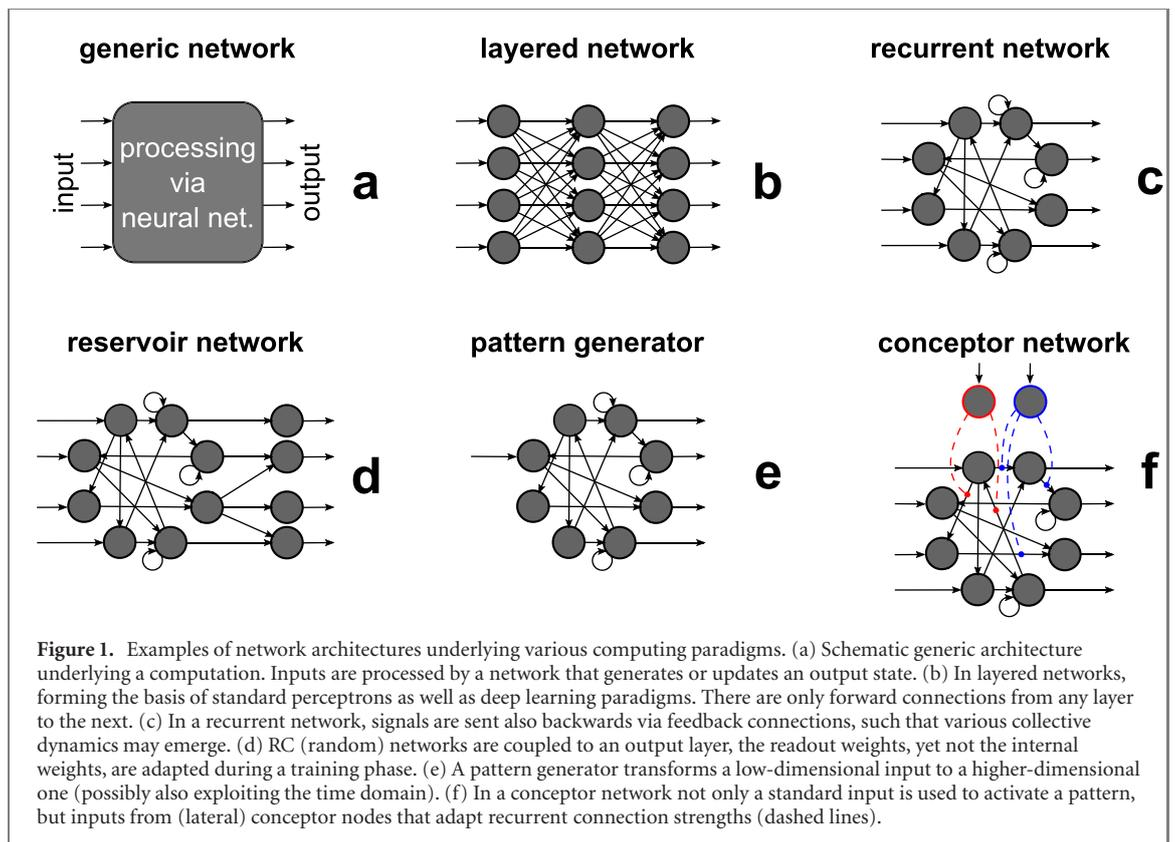 generic network
layered network
recurrent network
input
processing
via
neural net.
output
a
b
c
reservoir network
pattern generator
conceptor network
d
e
f
Figure 1. Examples of network architectures underlying various computing paradigms. (a) Schematic generic architecture
underlying a computation. Inputs are processed by a network that generates or updates an output state. (b) In layered networks,
forming the basis of standard perceptrons as well as deep learning paradigms. There are only forward connections from any layer
to the next. (c) In a recurrent network, signals are sent also backwards via feedback connections, such that various collective
dynamics may emerge. (d) RC (random) networks are coupled to an output layer, the readout weights, yet not the internal
weights, are adapted during a training phase. (e) A pattern generator transforms a low-dimensional input to a higher-dimensional
one (possibly also exploiting the time domain). (f) In a conceptor network not only a standard input is used to activate a pattern,
but inputs from (lateral) conceptor nodes that adapt recurrent connection strengths (dashed lines).